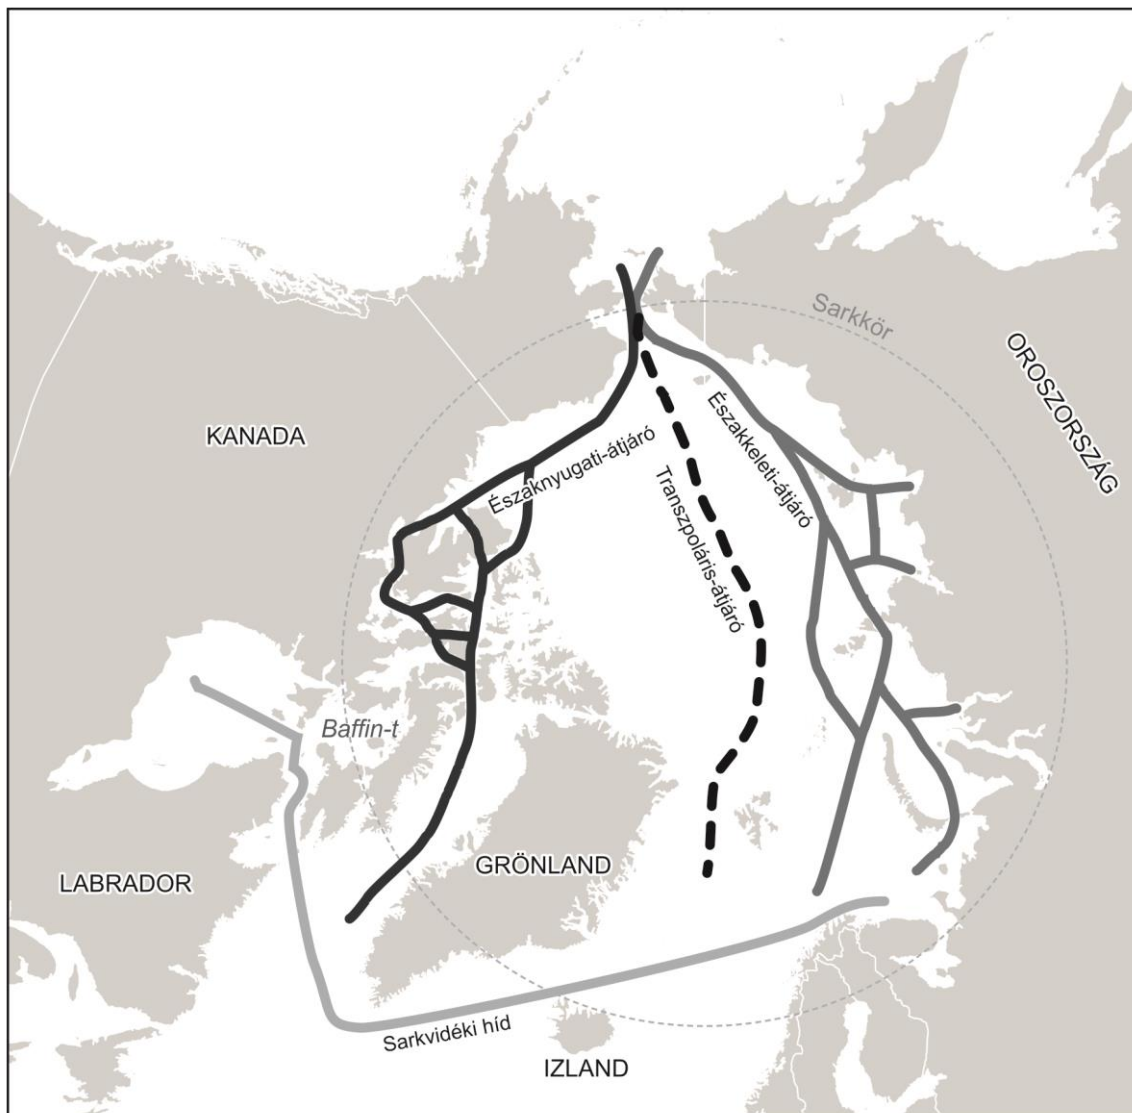 Sarkkör
OROSZORSZÁG
KANADA
Északnyugati-átjáró
Transzpoláris-átjáró
Északkeleti-átjáró
Baffin-t
GRÖNLAND
LABRADOR
Sarkvidéki híd
IZLAND